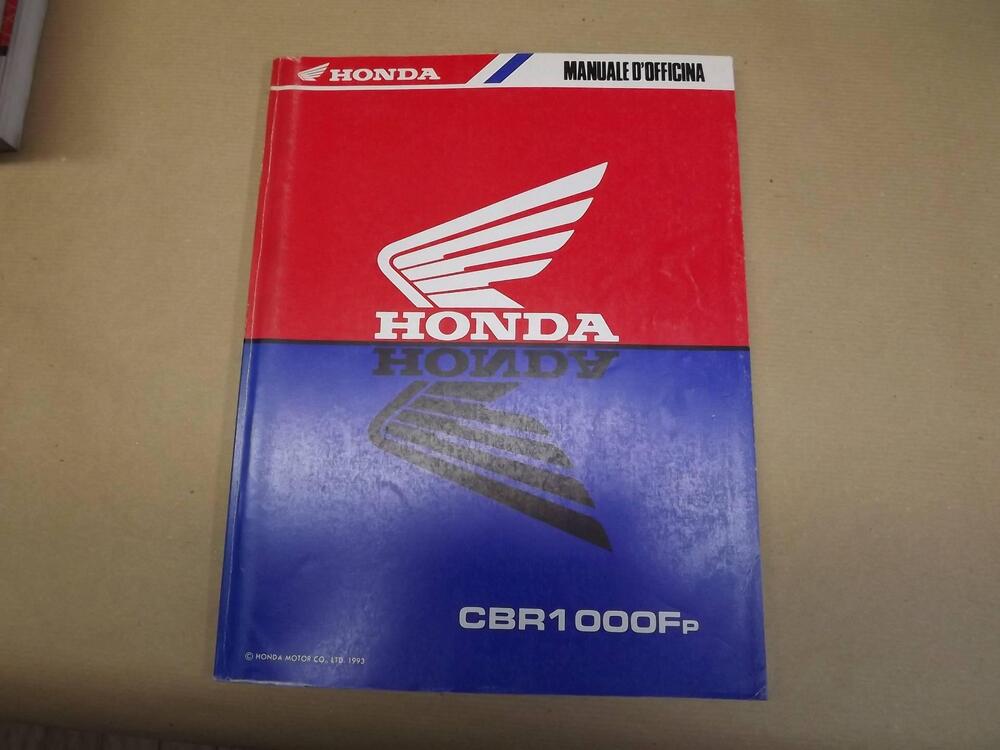 HONDA
MANUALE D'OFFICINA
HONDA
HONDA
CBR1000FP
© HONDA MOTOR CO., LTD. 1993